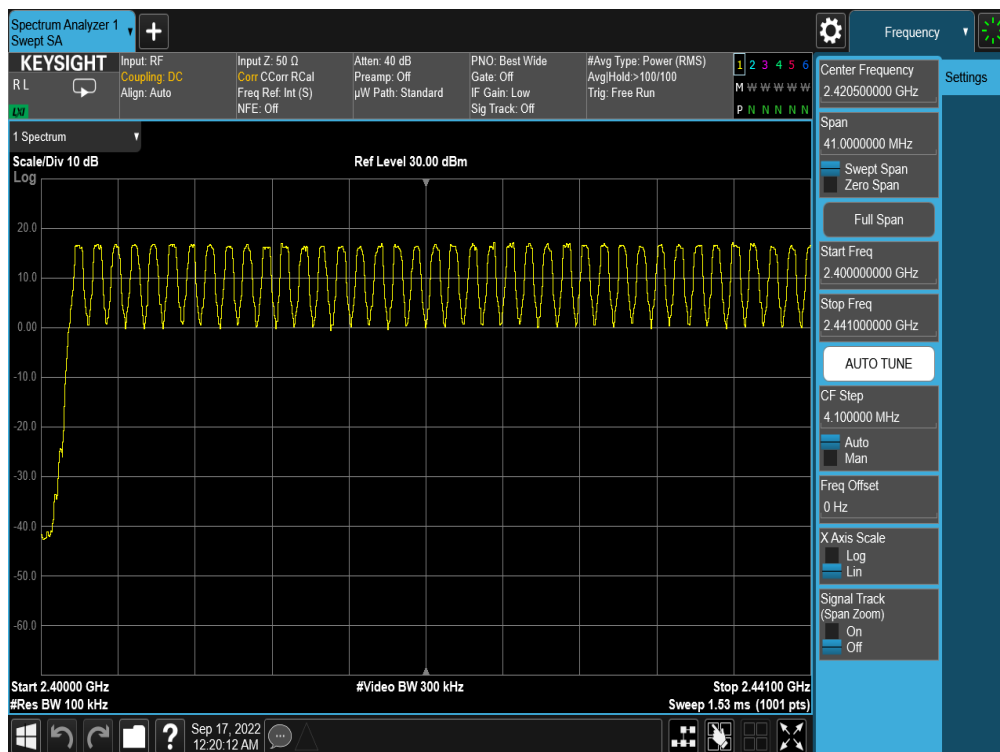 Spectrum Analyzer 1
Swept SA
Frequency
KEYSIGHT
R L
LXI
Input: RF
Coupling: DC
Align: Auto
Input Z: 50 Ω
Corr CCorr RCal
Freq Ref: Int (S)
NFE: Off
Atten: 40 dB
Preamp: Off
µW Path: Standard
PNO: Best Wide
Gate: Off
IF Gain: Low
Sig Track: Off
#Avg Type: Power (RMS)
Avg|Hold:>100/100
Trig: Free Run
1 2 3 4 5 6
M W W W W W
P N N N N N
1 Spectrum
Scale/Div 10 dB
Ref Level 30.00 dBm
Log
20.0
10.0
0.00
-10.0
-20.0
-30.0
-40.0
-50.0
-60.0
Start 2.40000 GHz
#Video BW 300 kHz
Stop 2.44100 GHz
#Res BW 100 kHz
Sweep 1.53 ms (1001 pts)
Sep 17, 2022
12:20:12 AM
Center Frequency
2.420500000 GHz
Settings
Span
41.0000000 MHz
Swept Span
Zero Span
Full Span
Start Freq
2.400000000 GHz
Stop Freq
2.441000000 GHz
AUTO TUNE
CF Step
4.100000 MHz
Auto
Man
Freq Offset
0 Hz
X Axis Scale
Log
Lin
Signal Track
(Span Zoom)
On
Off